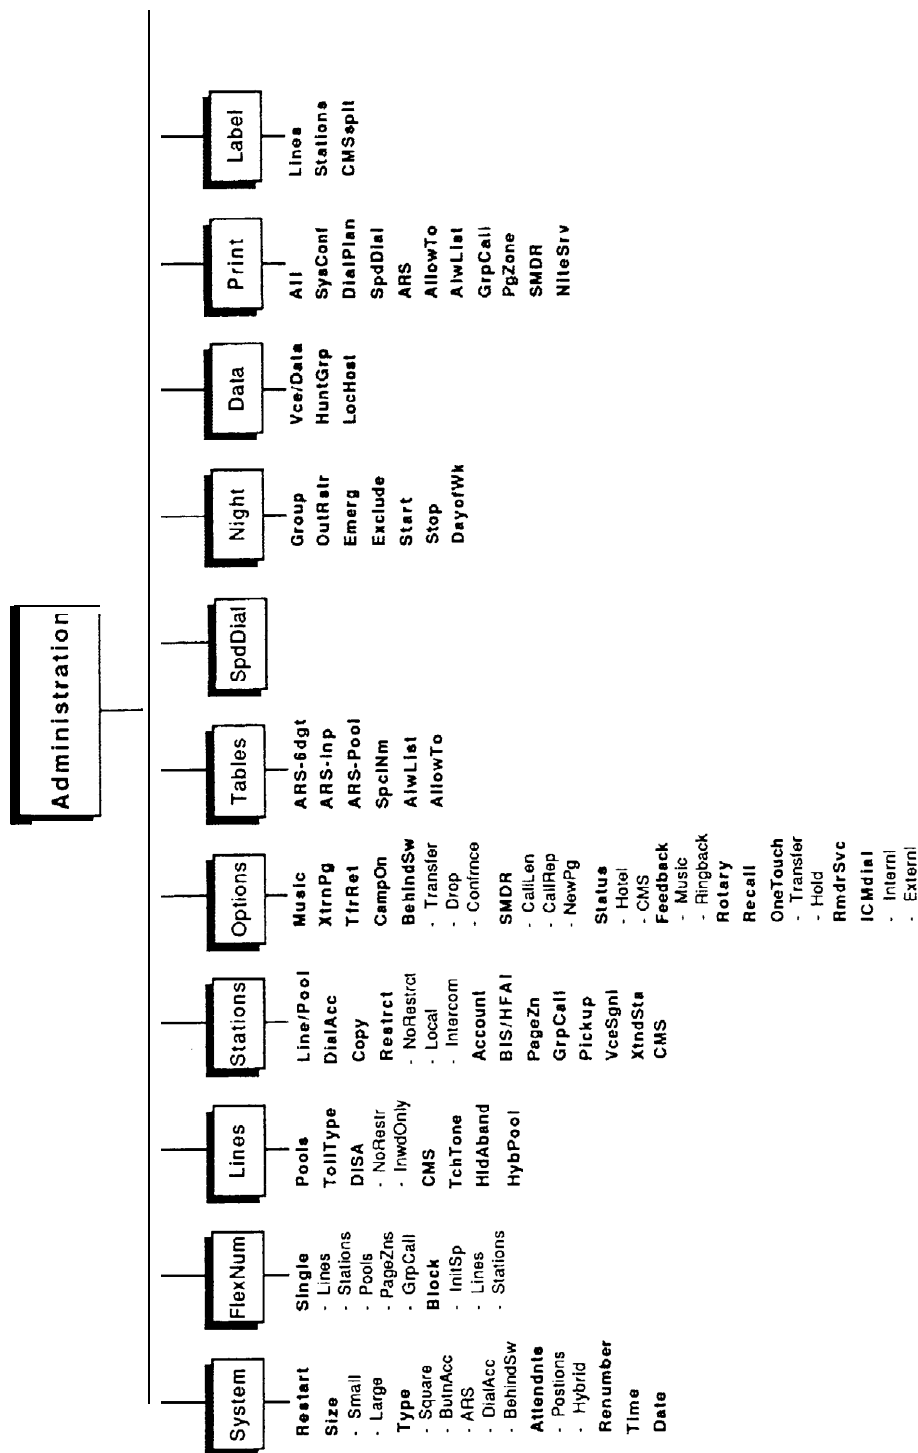 Administration
System
Restart
Size
- Small
- Large
Type
- Square
- ButnAcc
- ARS
- DialAcc
- BehindSw
Attendnts
- Postions
- Hybrid
Renumber
Time
Date
FlexNum
Single
- Lines
- Stations
- Pools
- PageZns
- GrpCall
Block
- InitSp
- Lines
- Stations
Lines
Pools
TollType
DISA
- NoRestr
- InwdOnly
CMS
TchTone
HldAband
HybPool
Stations
Line/Pool
DialAcc
Copy
Restrct
- NoRestrct
- Local
- Intercom
Account
BIS/HFAI
PageZn
GrpCall
Pickup
VceSgnl
XtndSta
CMS
Options
Music
XtrnPg
TfrRet
CampOn
BehindSw
- Transfer
- Drop
- Confrnce
SMDR
- CallLen
- CallRep
- NewPg
Status
- Hotel
- CMS
Feedback
- Music
- Ringback
Rotary
Recall
OneTouch
- Transfer
- Hold
RmdrSvc
ICMdial
- Internl
- Externl
Tables
ARS-6dgt
ARS-Inp
ARS-Pool
SpclNm
AlwList
AllowTo
SpdDial
Night
Group
OutRstr
Emerg
Exclude
Start
Stop
DayofWk
Data
Vce/Data
HuntGrp
LocHost
Print
All
SysConf
DialPlan
SpdDial
ARS
AllowTo
AlwList
GrpCall
PgZone
SMDR
NiteSrv
Label
Lines
Stations
CMSsplt